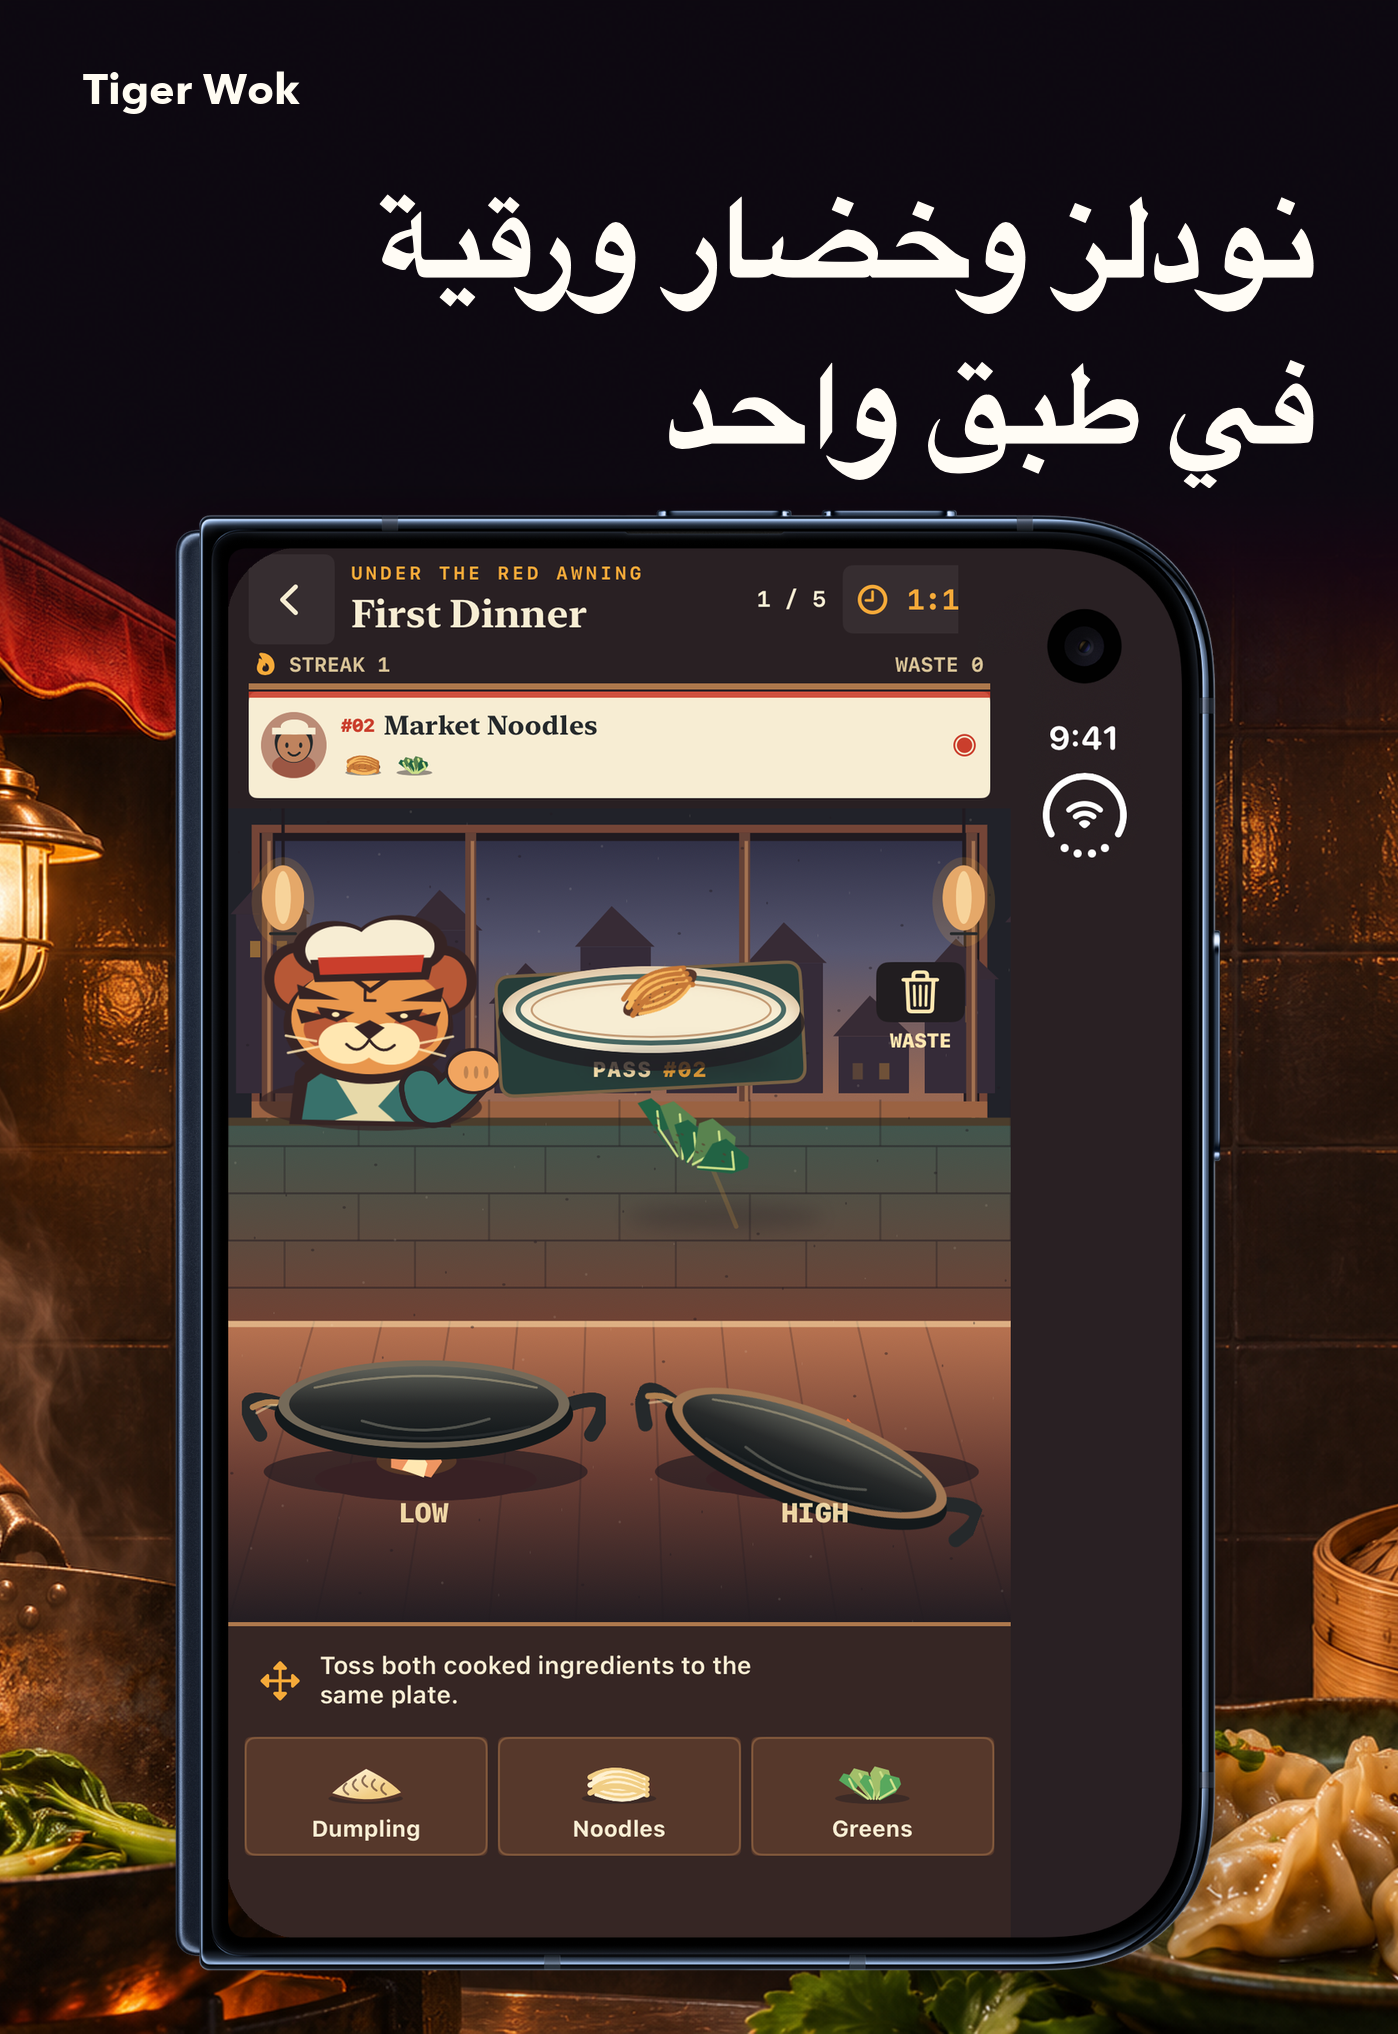 Tiger Wok
نودلز وخضار ورقية
في طبق واحد
UNDER THE RED AWNING
First Dinner
1 / 5
1:1
STREAK 1
WASTE 0
#02 Market Noodles
9:41
WASTE
PASS #02
LOW
HIGH
Toss both cooked ingredients to the
same plate.
Dumpling
Noodles
Greens